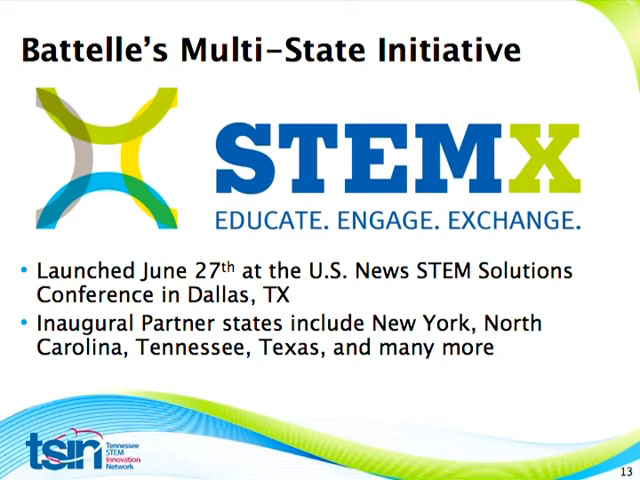 Battelle’s Multi-State Initiative
STEMX
EDUCATE. ENGAGE. EXCHANGE.
• Launched June 27th at the U.S. News STEM Solutions
Conference in Dallas, TX
• Inaugural Partner states include New York, North
Carolina, Tennessee, Texas, and many more
tsin
Tennessee
STEM
Innovation
Network
13